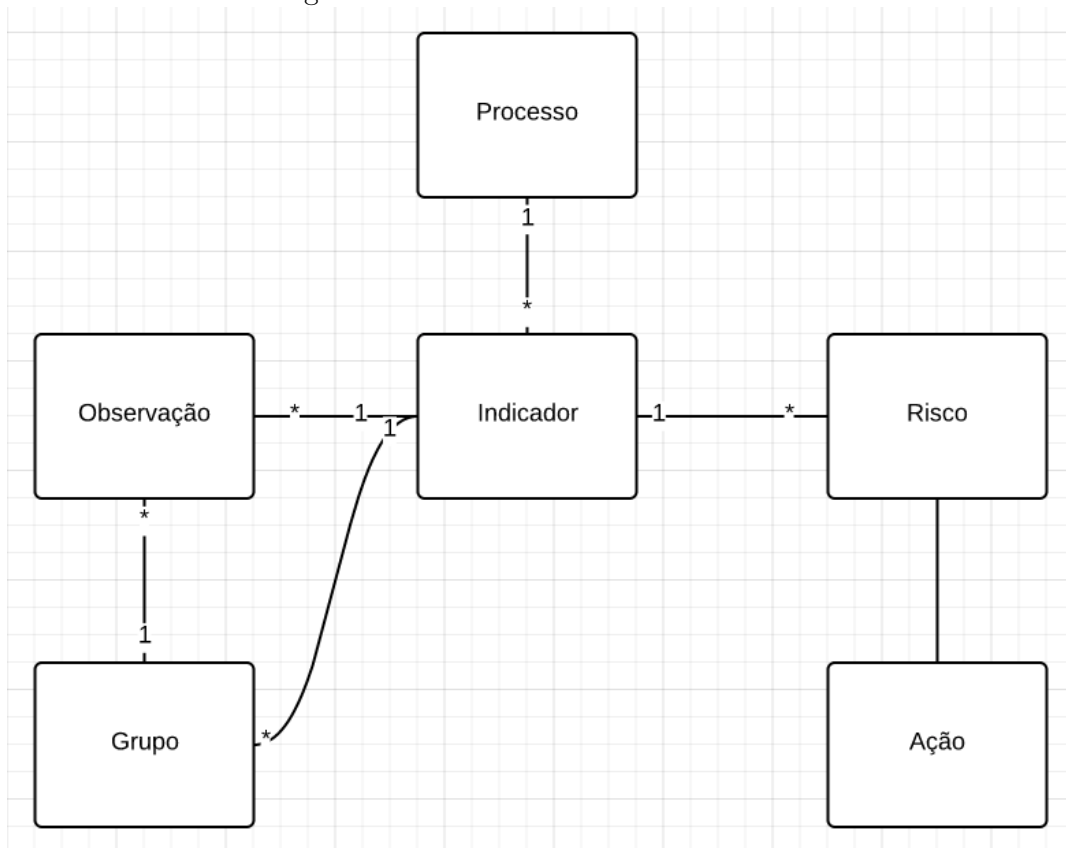 Processo
1
*
Observação
*
1
1
Indicador
1
*
Risco
*
1
Grupo
*
Ação